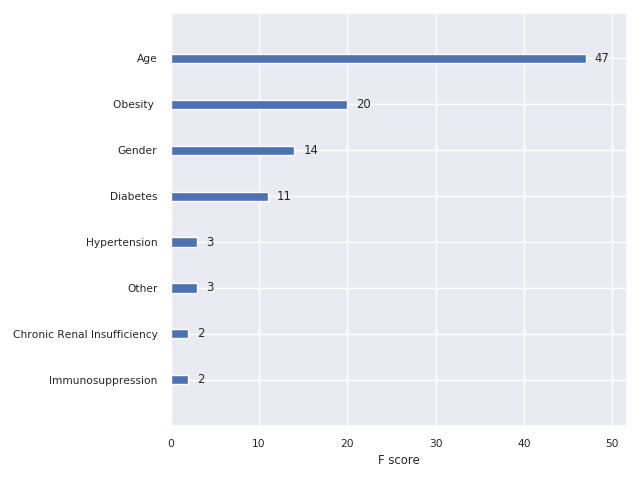 Age 47
Obesity 20
Gender 14
Diabetes 11
Hypertension 3
Other 3
Chronic Renal Insufficiency 2
Immunosuppression 2
0 10 20 30 40 50
F score